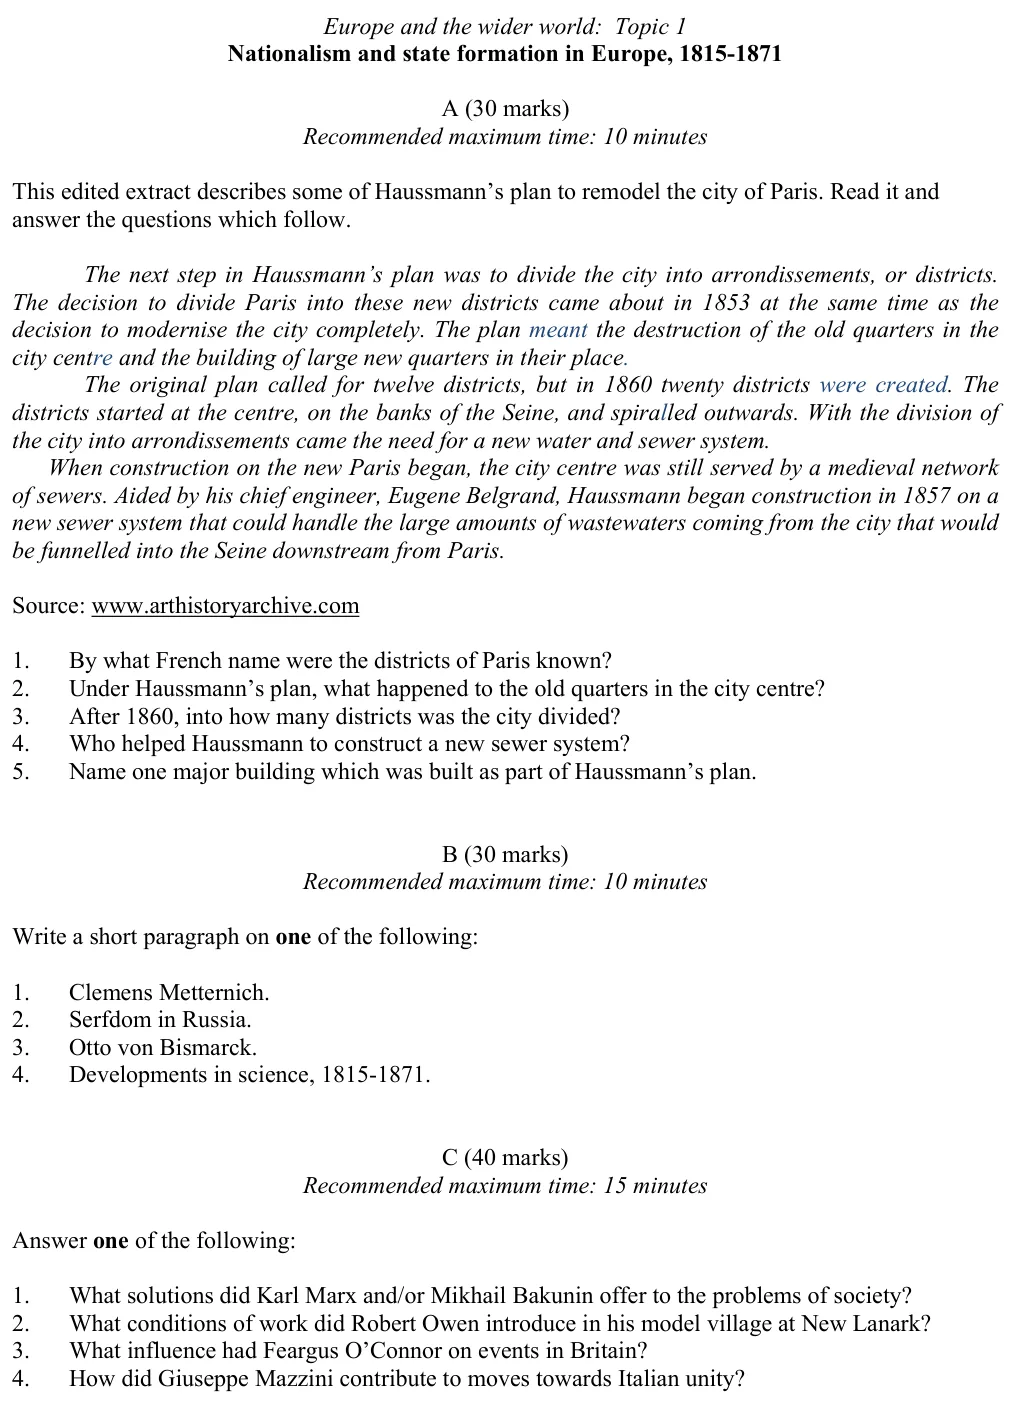 Europe and the wider world: Topic 1
Nationalism and state formation in Europe, 1815-1871
A (30 marks)
Recommended maximum time: 10 minutes
This edited extract describes some of Haussmann’s plan to remodel the city of Paris. Read it and
answer the questions which follow.
The next step in Haussmann’s plan was to divide the city into arrondissements, or districts.
The decision to divide Paris into these new districts came about in 1853 at the same time as the
decision to modernise the city completely. The plan meant the destruction of the old quarters in the
city centre and the building of large new quarters in their place.
The original plan called for twelve districts, but in 1860 twenty districts were created. The
districts started at the centre, on the banks of the Seine, and spiralled outwards. With the division of
the city into arrondissements came the need for a new water and sewer system.
When construction on the new Paris began, the city centre was still served by a medieval network
of sewers. Aided by his chief engineer, Eugene Belgrand, Haussmann began construction in 1857 on a
new sewer system that could handle the large amounts of wastewaters coming from the city that would
be funnelled into the Seine downstream from Paris.
Source: www.arthistoryarchive.com
1. By what French name were the districts of Paris known?
2. Under Haussmann’s plan, what happened to the old quarters in the city centre?
3. After 1860, into how many districts was the city divided?
4. Who helped Haussmann to construct a new sewer system?
5. Name one major building which was built as part of Haussmann’s plan.
B (30 marks)
Recommended maximum time: 10 minutes
Write a short paragraph on one of the following:
1. Clemens Metternich.
2. Serfdom in Russia.
3. Otto von Bismarck.
4. Developments in science, 1815-1871.
C (40 marks)
Recommended maximum time: 15 minutes
Answer one of the following:
1. What solutions did Karl Marx and/or Mikhail Bakunin offer to the problems of society?
2. What conditions of work did Robert Owen introduce in his model village at New Lanark?
3. What influence had Feargus O’Connor on events in Britain?
4. How did Giuseppe Mazzini contribute to moves towards Italian unity?